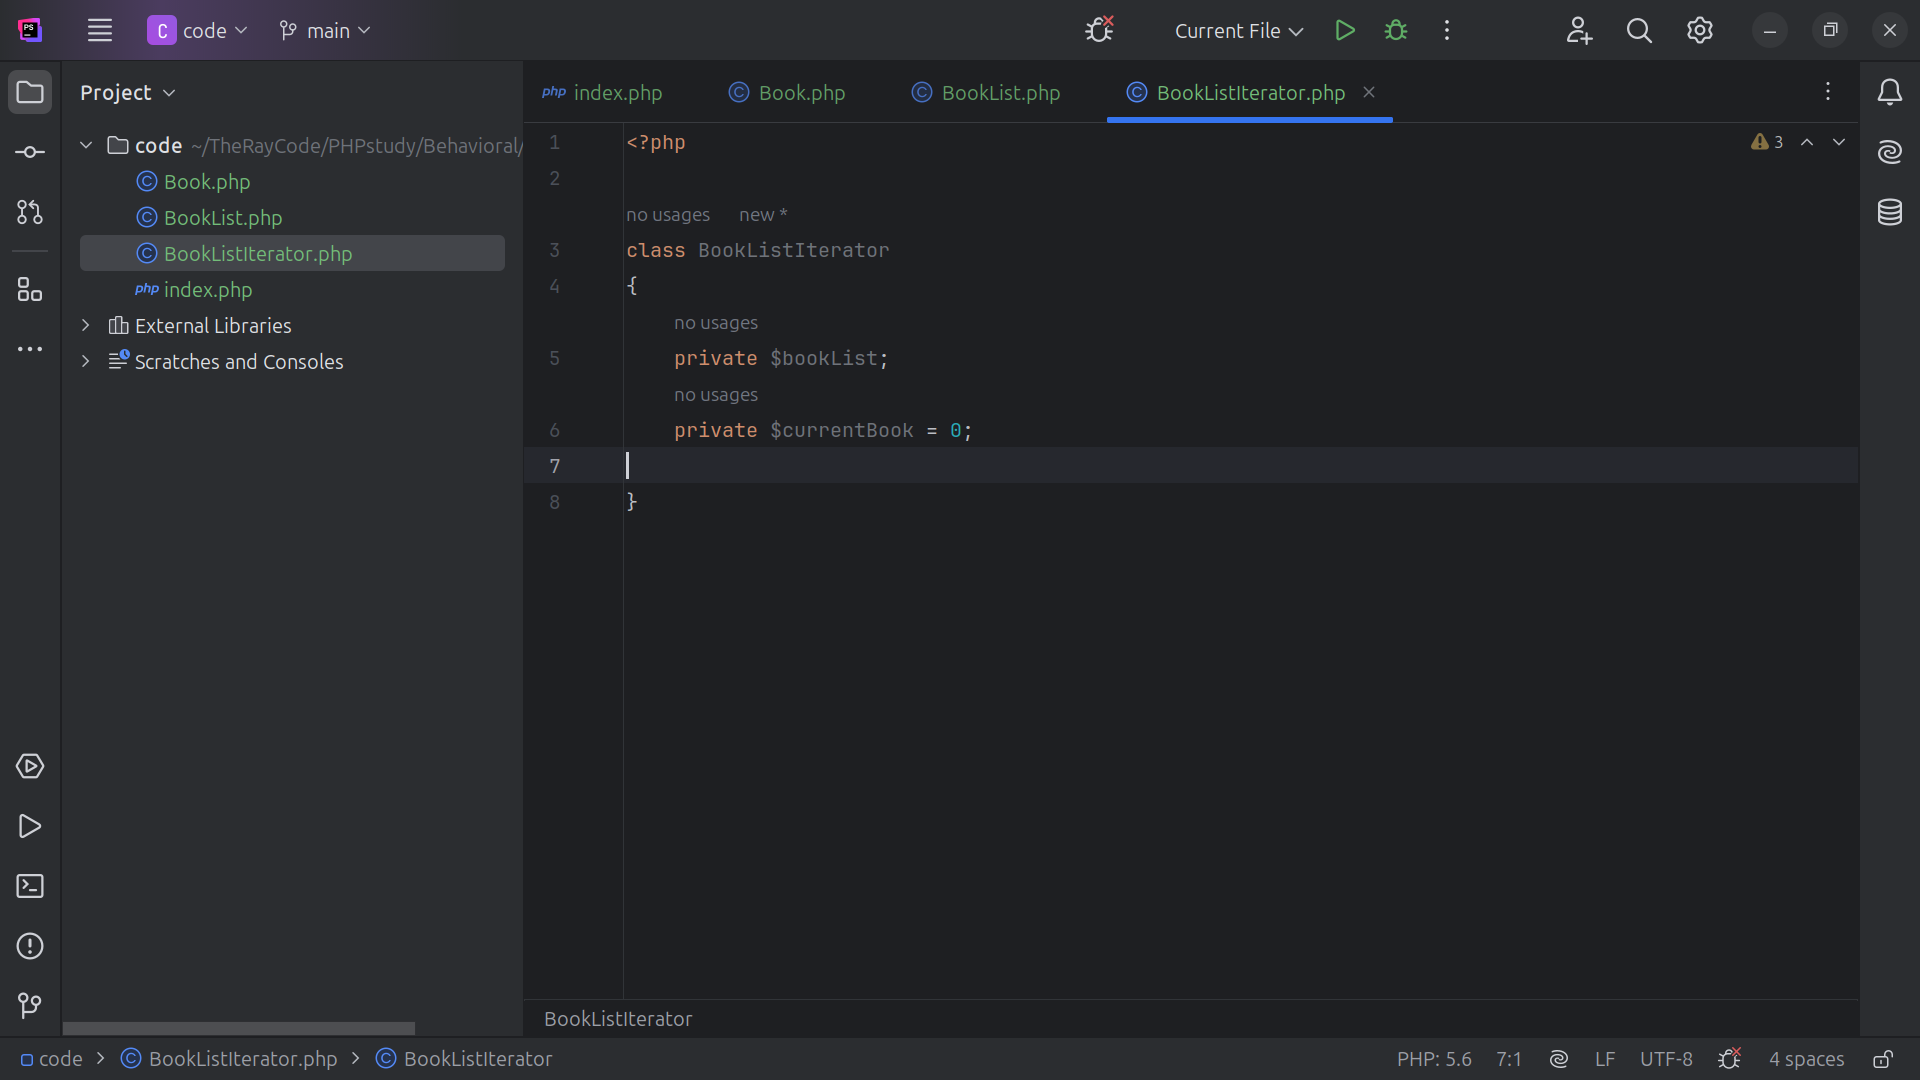 PS
C code main Current File
Project
index.php Book.php BookList.php BookListIterator.php
code ~/TheRayCode/PHPstudy/Behavioral/
Book.php
BookList.php
BookListIterator.php
php index.php
External Libraries
Scratches and Consoles
1 <?php
3
2
no usages new *
3 class BookListIterator
4 {
no usages
5 private $bookList;
no usages
6 private $currentBook = 0;
7
8 }
BookListIterator
code > BookListIterator.php > BookListIterator PHP: 5.6 7:1 LF UTF-8 4 spaces